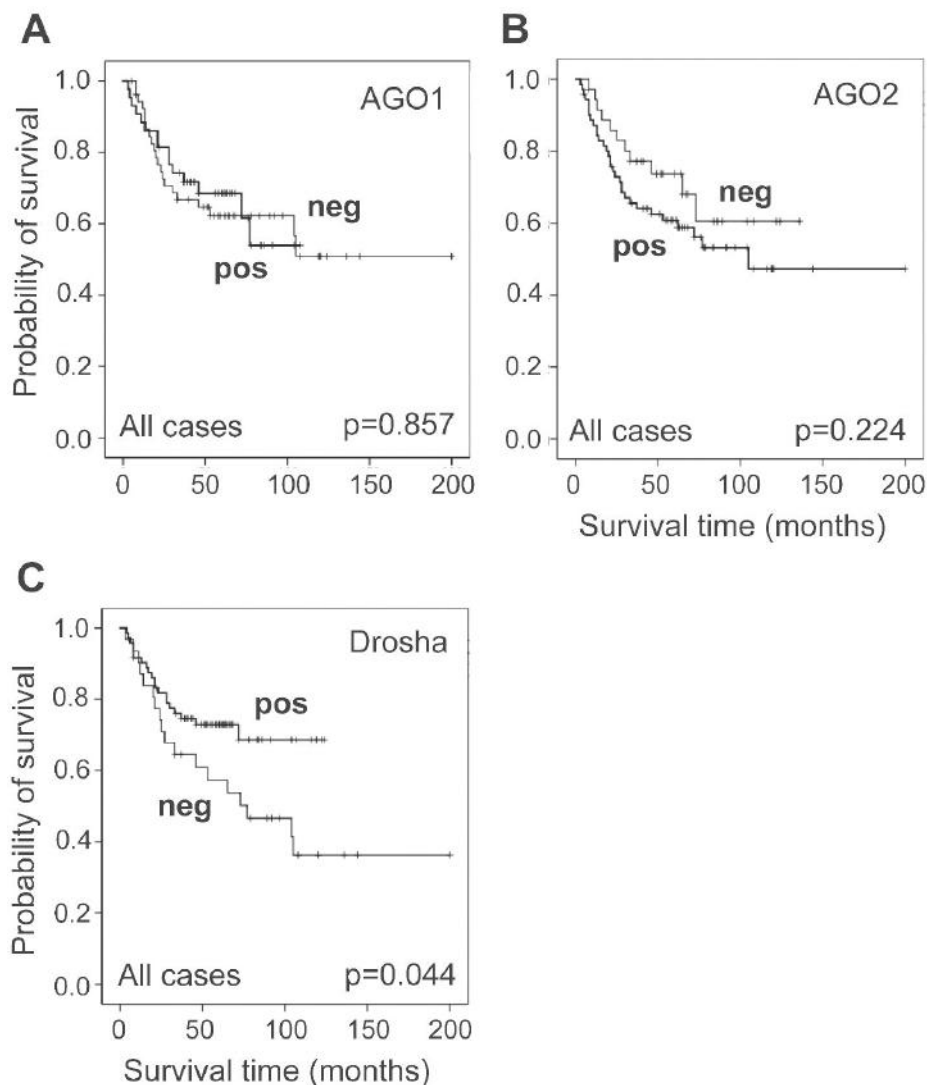 A
Probability of survival
1.0
0.8
0.6
0.4
0.2
0.0
AGO1
neg
pos
All cases
p=0.857
0 50 100 150 200
B
1.0
0.8
0.6
0.4
0.2
0.0
AGO2
neg
pos
All cases
p=0.224
0 50 100 150 200
Survival time (months)
C
Probability of survival
1.0
0.8
0.6
0.4
0.2
0.0
Drosha
pos
neg
All cases
p=0.044
0 50 100 150 200
Survival time (months)